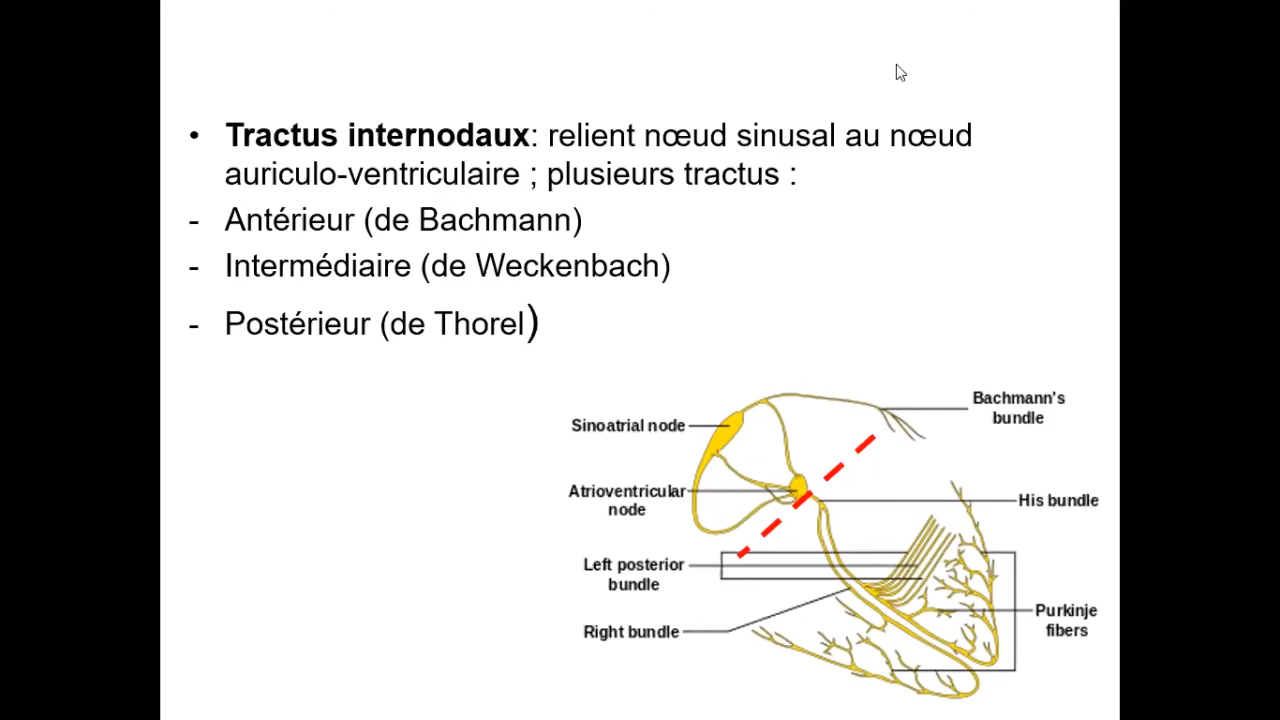 • Tractus internodaux: relient nœud sinusal au nœud
auriculo-ventriculaire ; plusieurs tractus :
- Antérieur (de Bachmann)
- Intermédiaire (de Weckenbach)
- Postérieur (de Thorel)
Bachmann's
bundle
Sinoatrial node
Atrioventricular
node
His bundle
Left posterior
bundle
Purkinje
fibers
Right bundle